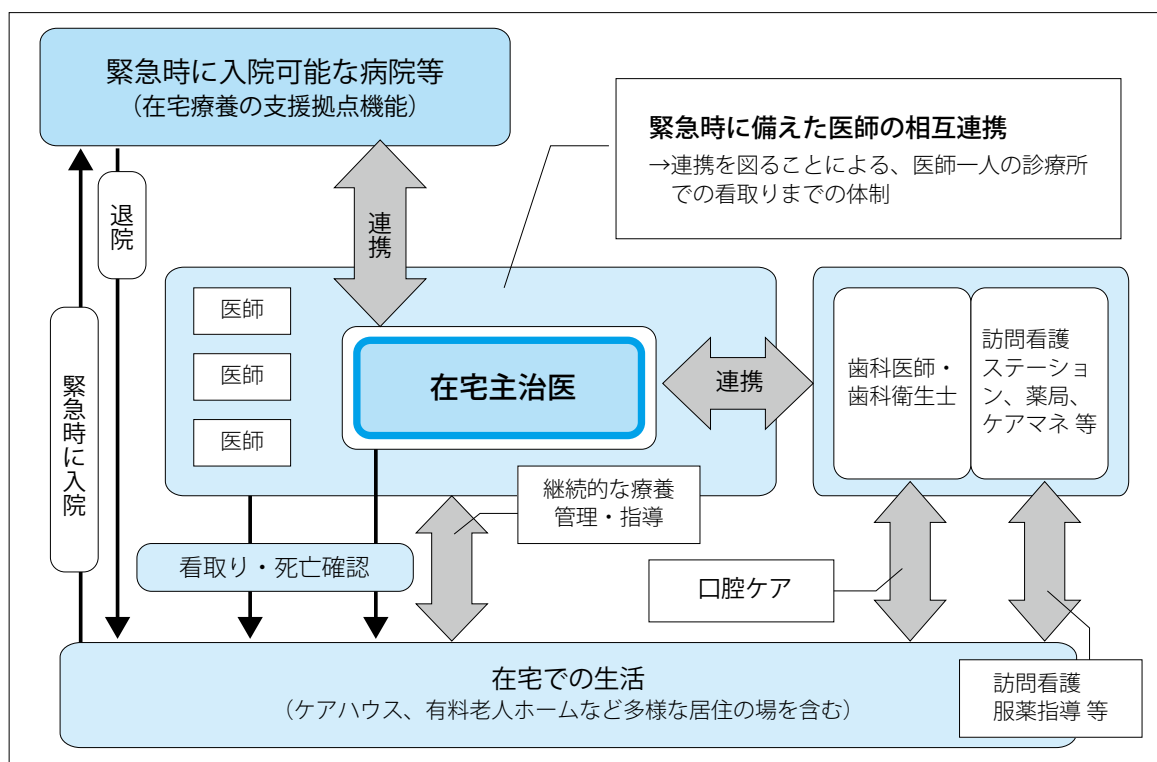 緊急時に入院可能な病院等
（在宅療養の支援拠点機能）
緊急時に備えた医師の相互連携
→連携を図ることによる、医師一人の診療所
での看取りまでの体制
退院
緊急時に入院
連携
医師
医師
医師
在宅主治医
連携
歯科医師・
歯科衛生士
訪問看護
ステーショ
ン、薬局、
ケアマネ 等
継続的な療養
管理・指導
看取り・死亡確認
口腔ケア
在宅での生活
（ケアハウス、有料老人ホームなど多様な居住の場を含む）
訪問看護
服薬指導 等